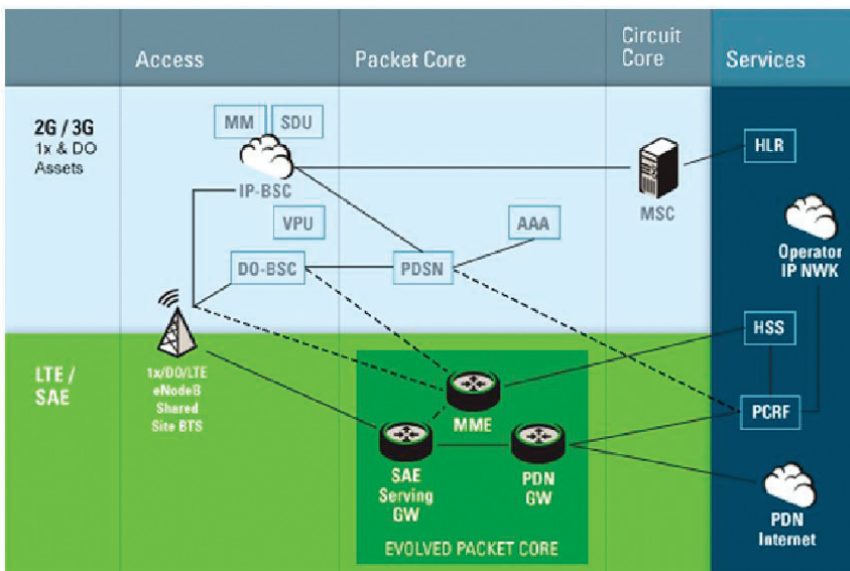 Access
Packet Core
Circuit
Core
Services
2G / 3G
1x & DO
Assets
MM
SDU
IP-BSC
VPU
DO-BSC
PDSN
AAA
MSC
HLR
Operator
IP NWK
LTE /
SAE
1x/DO/LTE
eNodeB
Shared
Site BTS
MME
SAE
Serving
GW
PDN
GW
EVOLVED PACKET CORE
HSS
PCRF
PDN
Internet